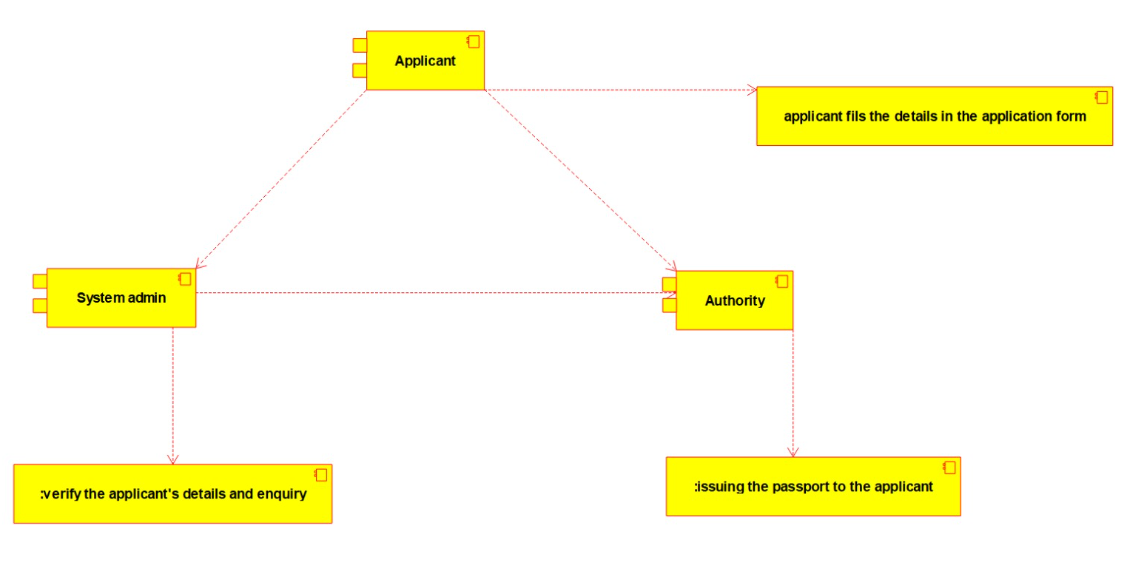 Applicant
applicant fils the details in the application form
System admin
Authority
:verify the applicant's details and enquiry
:issuing the passport to the applicant